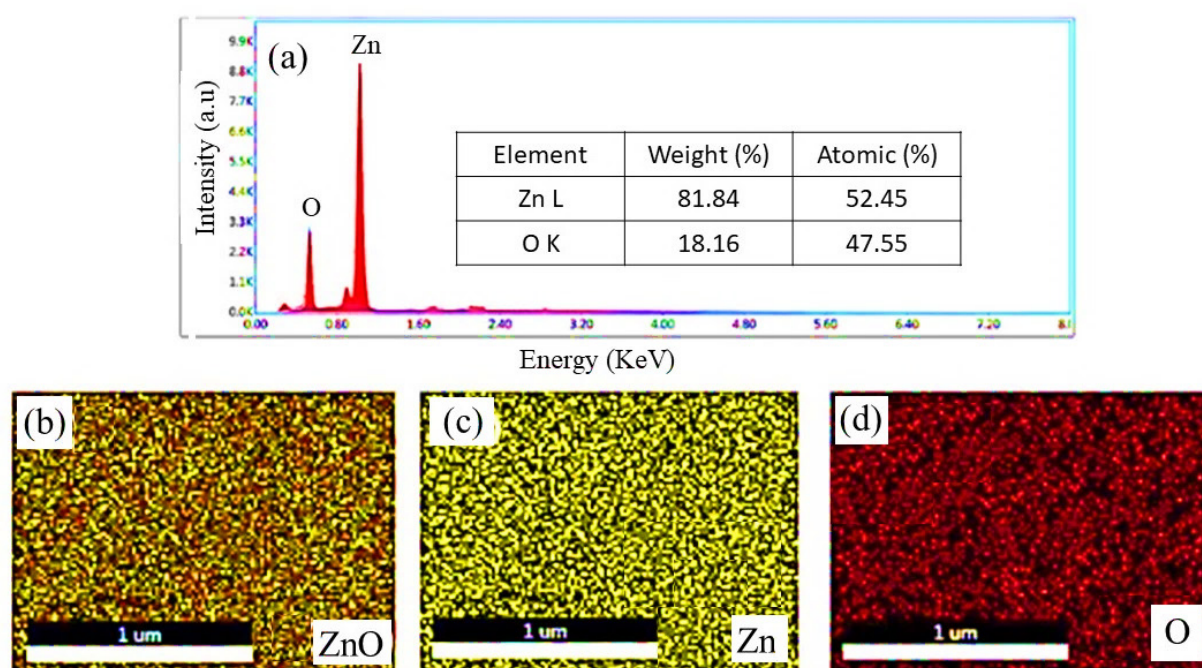 (a)
Zn
O
Intensity (a.u)
9.9K
8.8K
7.7K
6.6K
5.5K
4.4K
3.3K
2.2K
1.1K
0.0K
Element Weight (%) Atomic (%)
Zn L 81.84 52.45
O K 18.16 47.55
0.00 0.80 1.60 2.40 3.20 4.00 4.80 5.60 6.40 7.20
Energy (KeV)
(b)
1 um
ZnO
(c)
1 um
Zn
(d)
1 um
O